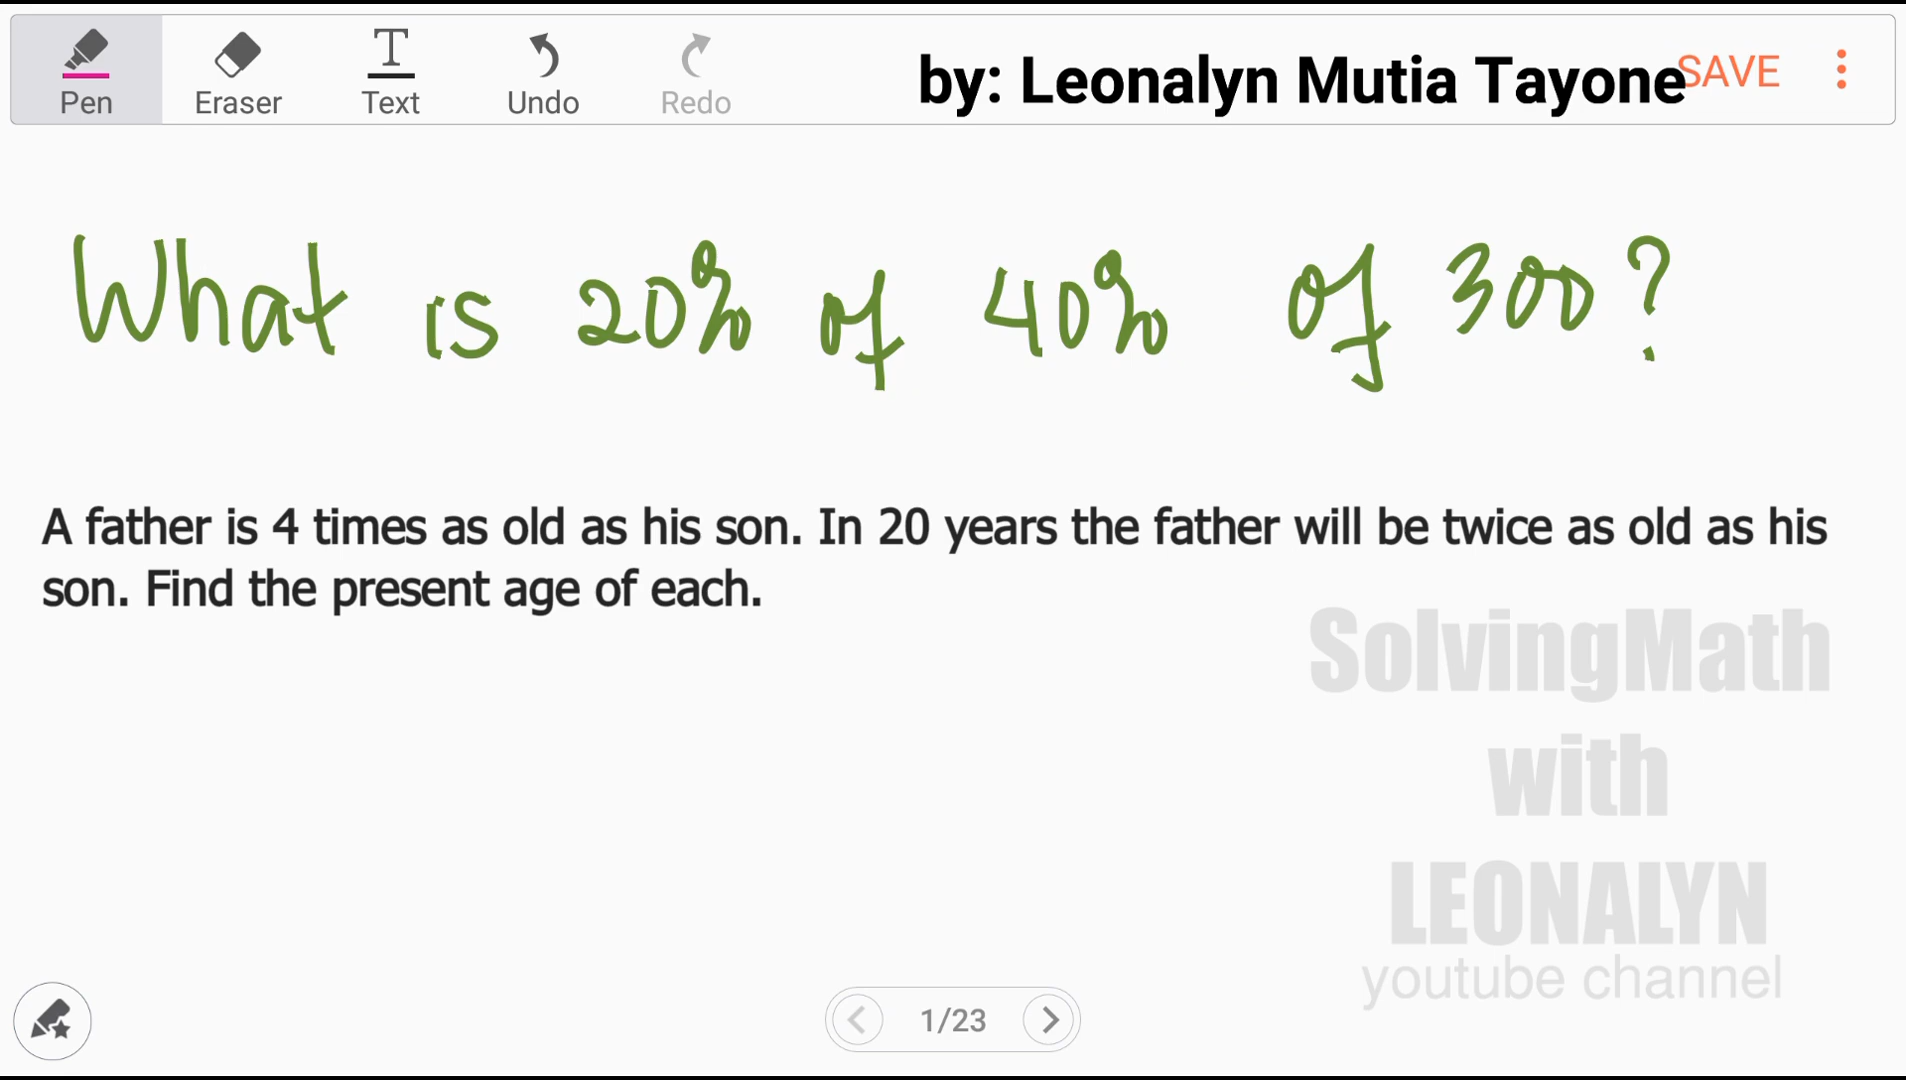 Pen Eraser Text Undo Redo by: Leonalyn Mutia Tayone SAVE
What is 20% of 40% of 300?
A father is 4 times as old as his son. In 20 years the father will be twice as old as his
son. Find the present age of each.
SolvingMath
with
LEONALYN
youtube channel
1/23